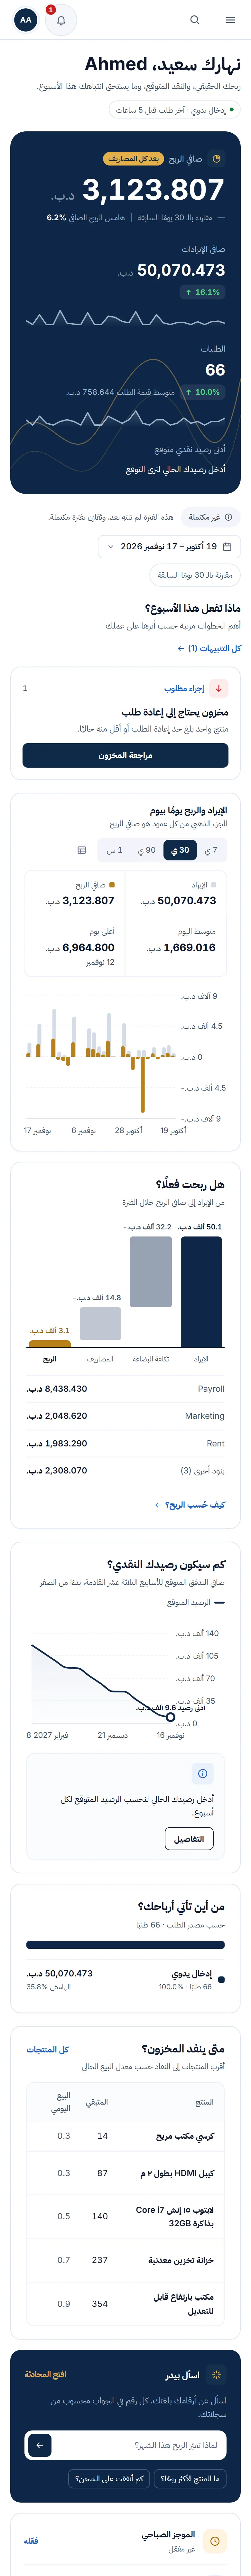 AA
1
نهارك سعيد، Ahmed
ربحك الحقيقي، والنقد المتوقع، وما يستحق انتباهك هذا الأسبوع.
إدخال يدوي · آخر طلب قبل 5 ساعات
صافي الربح
بعد كل المصاريف
3,123.807 د.ب.
— مقارنة بالـ 30 يومًا السابقة | هامش الربح الصافي 6.2%
صافي الإيرادات
50,070.473 د.ب.
↑ 16.1%
الطلبات
66
↑ 10.0% متوسط قيمة الطلب 758.644 د.ب.
أدنى رصيد نقدي متوقع
أدخل رصيدك الحالي لترى التوقع
غير مكتملة
هذه الفترة لم تنته بعد، وتُقارَن بفترة مكتملة.
19 أكتوبر – 17 نوفمبر 2026
مقارنة بالـ 30 يومًا السابقة
ماذا تفعل هذا الأسبوع؟
أهم الخطوات مرتبة حسب أثرها على عملك
كل التنبيهات (1) ←
إجراء مطلوب
1
مخزون يحتاج إلى إعادة طلب
منتج واحد بلغ حد إعادة الطلب أو أقل منه حاليًا.
مراجعة المخزون
الإيراد والربح يومًا بيوم
الجزء الذهبي من كل عمود هو صافي الربح
7 ي
30 ي
90 ي
1 س
الإيراد
50,070.473 د.ب.
صافي الربح
3,123.807 د.ب.
متوسط اليوم
1,669.016 د.ب.
أعلى يوم
6,964.800 د.ب.
12 نوفمبر
9 آلاف د.ب.
4.5 ألف د.ب.
0 د.ب.
-4.5 ألف د.ب.
-9 آلاف د.ب.
19 أكتوبر
28 أكتوبر
6 نوفمبر
17 نوفمبر
هل ربحت فعلًا؟
من الإيراد إلى صافي الربح خلال الفترة
50.1 ألف د.ب.
-32.2 ألف د.ب.
-14.8 ألف د.ب.
3.1 ألف د.ب.
الإيراد
تكلفة البضاعة
المصاريف
الربح
Payroll 8,438.430 د.ب.
Marketing 2,048.620 د.ب.
Rent 1,983.290 د.ب.
بنود أخرى (3) 2,308.070 د.ب.
كيف حُسب الربح؟ ←
كم سيكون رصيدك النقدي؟
صافي التدفق المتوقع للأسابيع الثلاثة عشر القادمة، بدءًا من الصفر
الرصيد المتوقع
140 ألف د.ب.
105 ألف د.ب.
70 ألف د.ب.
35 ألف د.ب.
أدنى رصيد 9.6 ألف د.ب.
0 د.ب.
16 نوفمبر
21 ديسمبر
8 فبراير 2027
أدخل رصيدك الحالي لنحسب الرصيد المتوقع لكل أسبوع.
التفاصيل
من أين تأتي أرباحك؟
حسب مصدر الطلب · 66 طلبًا
إدخال يدوي
50,070.473 د.ب.
66 طلبًا · 100.0%
الهامش 35.8%
متى ينفد المخزون؟
كل المنتجات
أقرب المنتجات إلى النفاد حسب معدل البيع الحالي
المنتج
المتبقي
البيع اليومي
كرسي مكتب مريح 14 0.3
كيبل HDMI بطول ٢ م 87 0.3
لابتوب ١٥ إنش Core i7 بذاكرة 32GB 140 0.5
خزانة تخزين معدنية 237 0.7
مكتب بارتفاع قابل للتعديل 354 0.9
اسأل بيدر
افتح المحادثة
اسأل عن أرقامك بلغتك. كل رقم في الجواب محسوب من سجلاتك.
لماذا تغيّر الربح هذا الشهر؟
ما المنتج الأكثر ربحًا؟
كم أنفقت على الشحن؟
الموجز الصباحي
غير مفعّل
فعّله